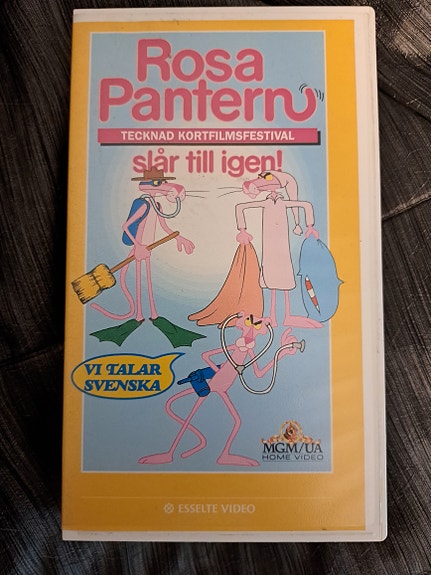 Rosa
Pantern
TECKNAD KORTFILMSFESTIVAL
slår till igen!
VI TALAR
SVENSKA
MGM/UA
HOME VIDEO
ESSELTE VIDEO